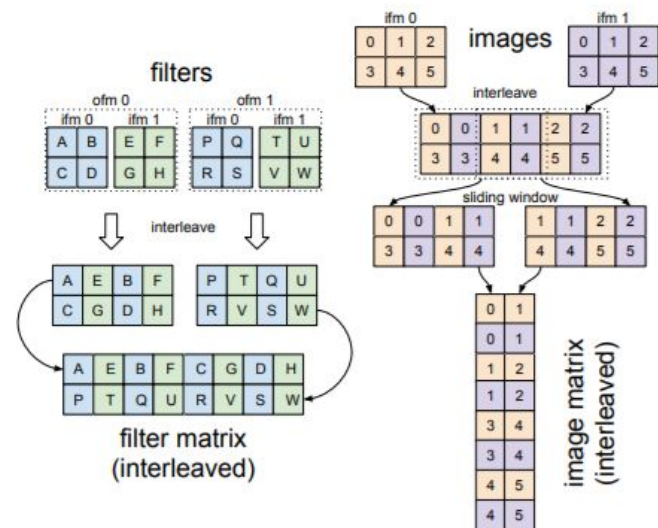 filters
ofm 0
ofm 1
ifm 0
ifm 1
ifm 0
ifm 1
A B E F P Q T U
C D G H R S V W
interleave
A E B F P T Q U
C G D H R V S W
A E B F C G D H
P T Q U R V S W
filter matrix
(interleaved)
ifm 0
images
ifm 1
0 1 2 0 1 2
3 4 5 3 4 5
interleave
0 0 1 1 2 2
3 3 4 4 5 5
sliding window
0 0 1 1 1 1 2 2
3 3 4 4 4 4 5 5
0 1
0 1
1 2
1 2
3 4
3 4
4 5
4 5
image matrix
(interleaved)